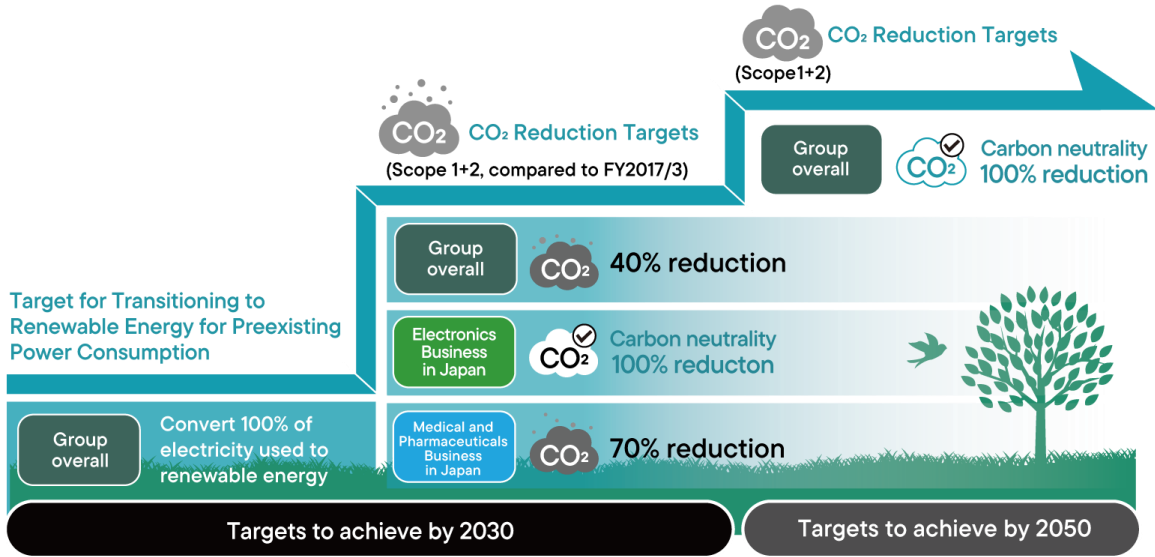 CO₂ CO₂ Reduction Targets
(Scope1+2)
Group
overall
CO₂
Carbon neutrality
100% reduction
CO₂ CO₂ Reduction Targets
(Scope 1+2, compared to FY2017/3)
Group
overall
CO₂
40% reduction
Electronics
Business
in Japan
CO₂
Carbon neutrality
100% reducton
Medical and
Pharmaceuticals
Business
in Japan
CO₂
70% reduction
Target for Transitioning to
Renewable Energy for Preexisting
Power Consumption
Group
overall
Convert 100% of
electricity used to
renewable energy
Targets to achieve by 2030
Targets to achieve by 2050